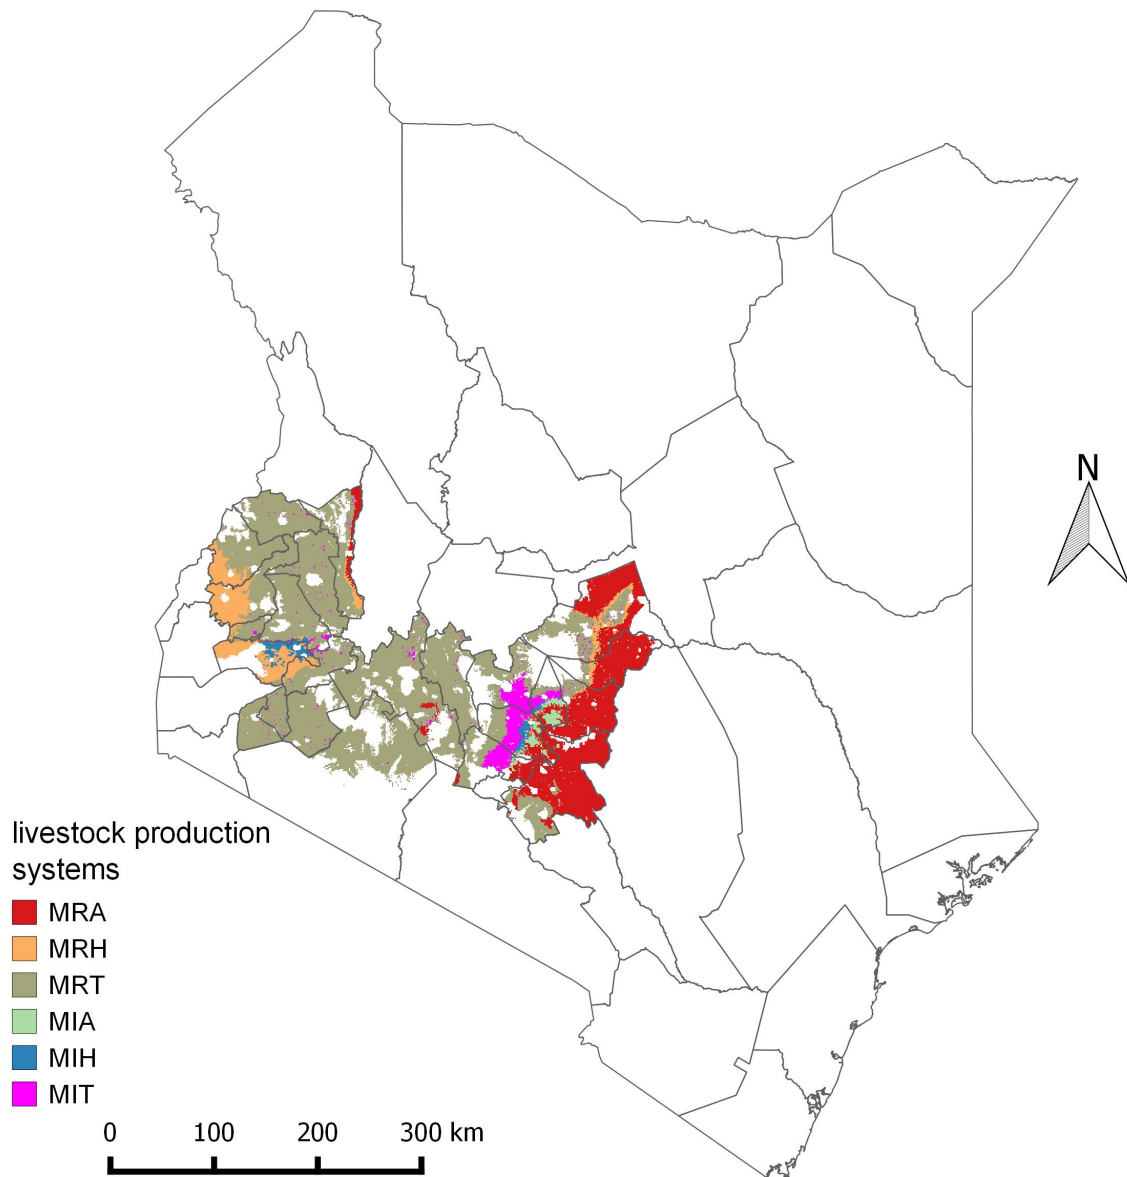 N
livestock production
systems
MRA
MRH
MRT
MIA
MIH
MIT
0 100 200 300 km